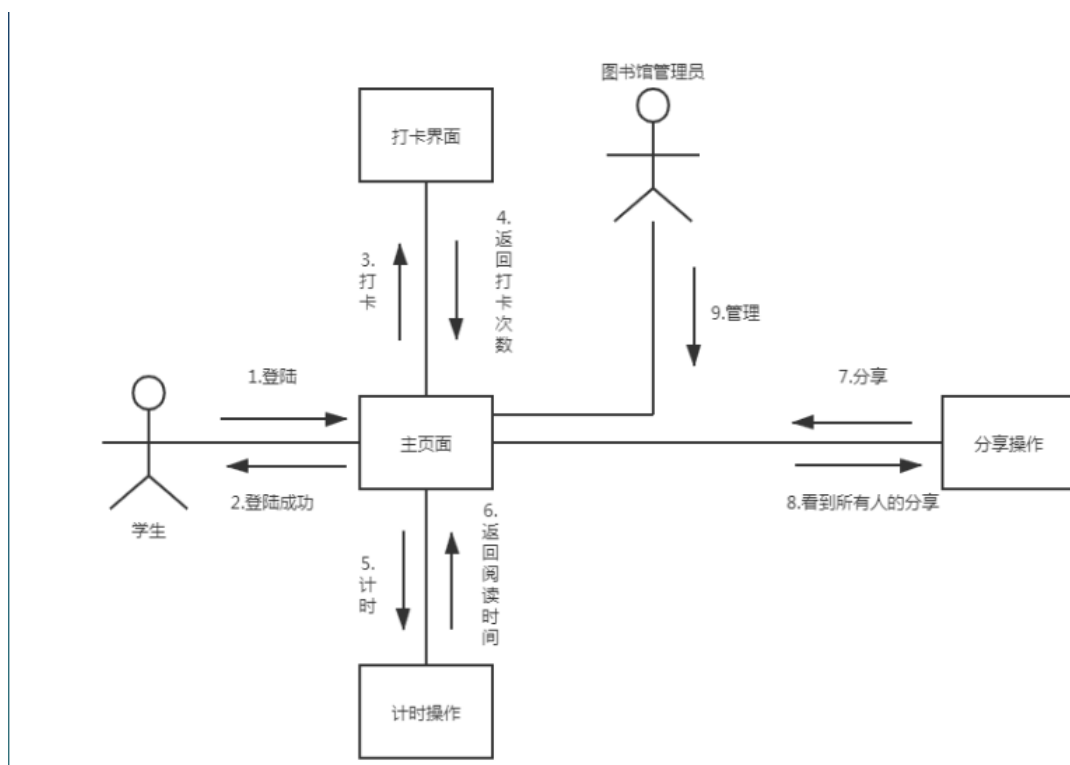 图书馆管理员
打卡界面
3.
打
卡
4.
返
回
打
卡
次
数
9.管理
1.登陆
7.分享
主页面
分享操作
2.登陆成功
8.看到所有人的分享
学生
5.
计
时
6.
返
回
阅
读
时
间
计时操作